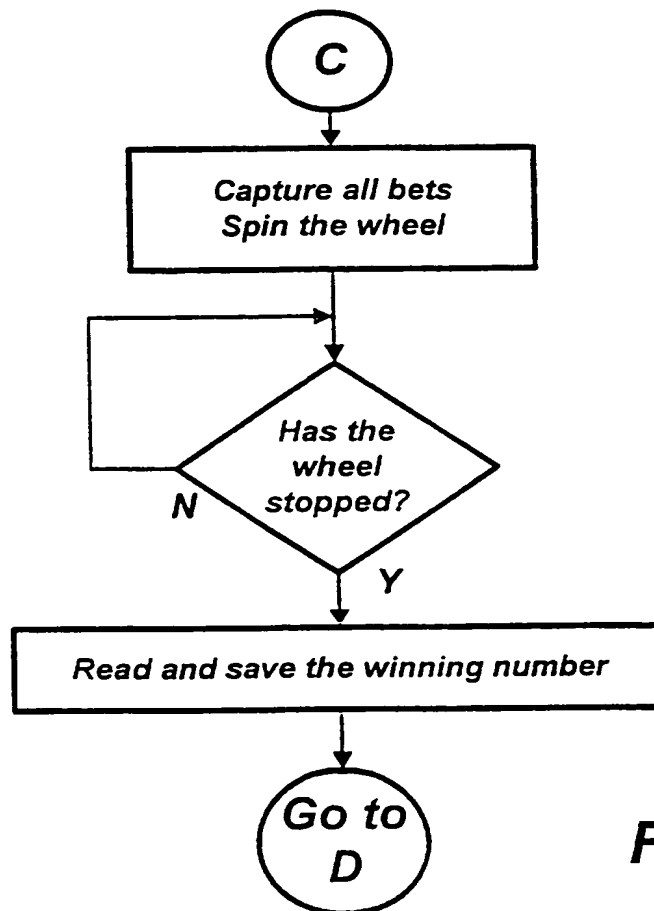 C
Capture all bets
Spin the wheel
Has the
wheel
stopped?
N
Y
Read and save the winning number
Go to
D